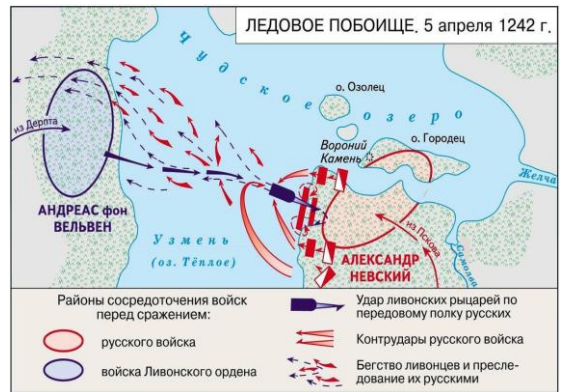 ЛЕДОВОЕ ПОБОИЩЕ. 5 апреля 1242 г.
Чудское озеро
о. Озолец
Вороний
Камень
о. Городец
Желча
из Дерпта
АНДРЕАС фон
ВЕЛЬВЕН
Узмень
(оз. Тёплое)
из Пскова
АЛЕКСАНДР
НЕВСКИЙ
Самолва
Районы сосредоточения войск
перед сражением:
русского войска
войска Ливонского ордена
Удар ливонских рыцарей по
передовому полку русских
Контрудары русского войска
Бегство ливонцев и пресле-
дование их русскими